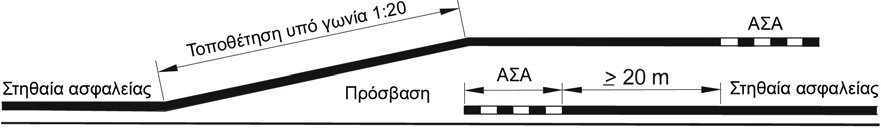 Τοποθέτηση υπό γωνία 1:20
ΑΣΑ
Στηθαία ασφαλείας
Πρόσβαση
ΑΣΑ
≥ 20 m
Στηθαία ασφαλείας